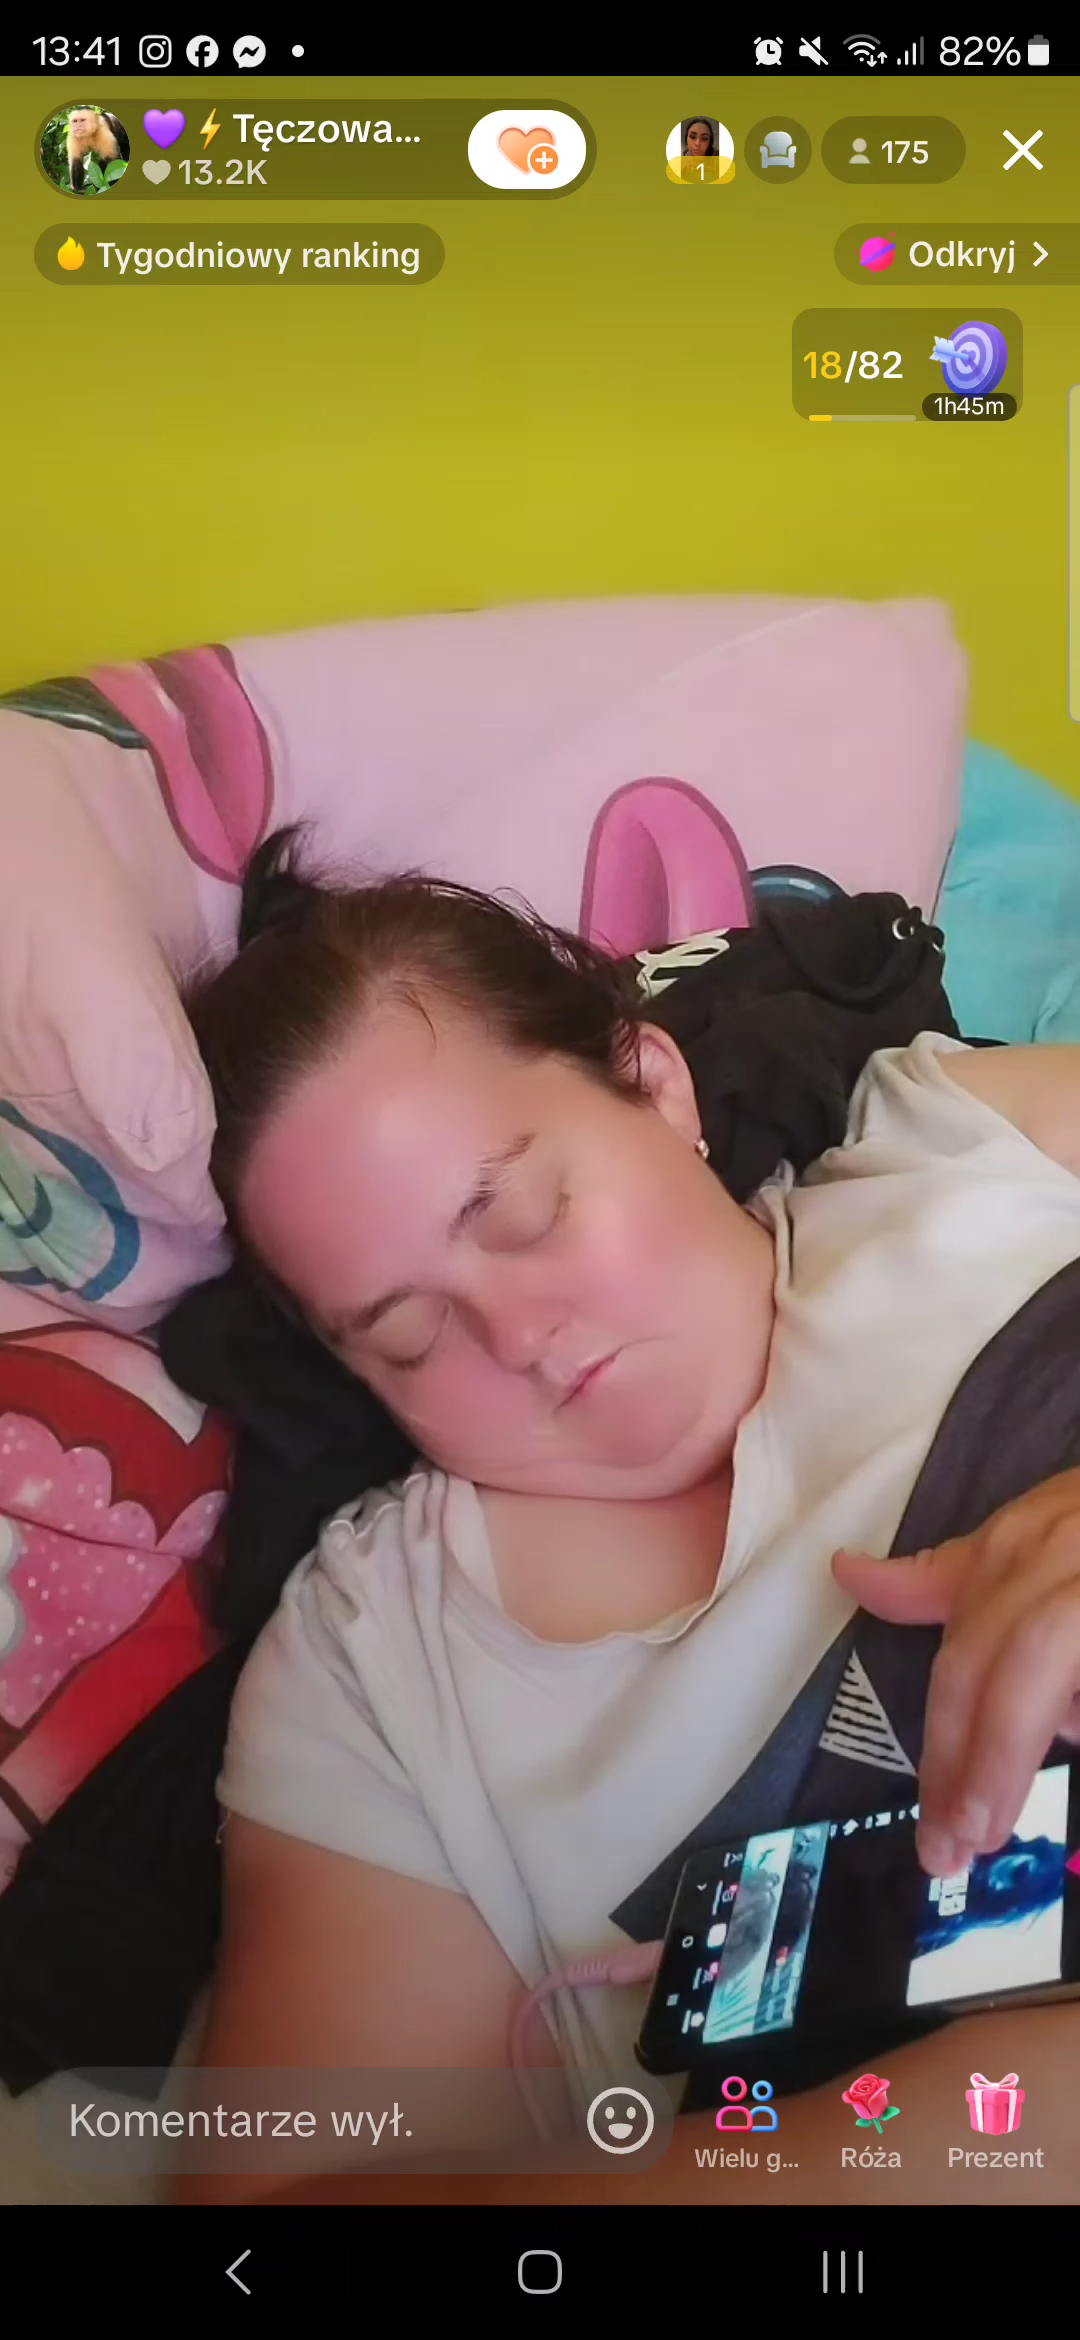 13:41
82%
💜⚡Tęczowa...
13.2K
1
175
Tygodniowy ranking
Odkryj
18/82
1h45m
Komentarze wył.
Wielu g...
Róża
Prezent